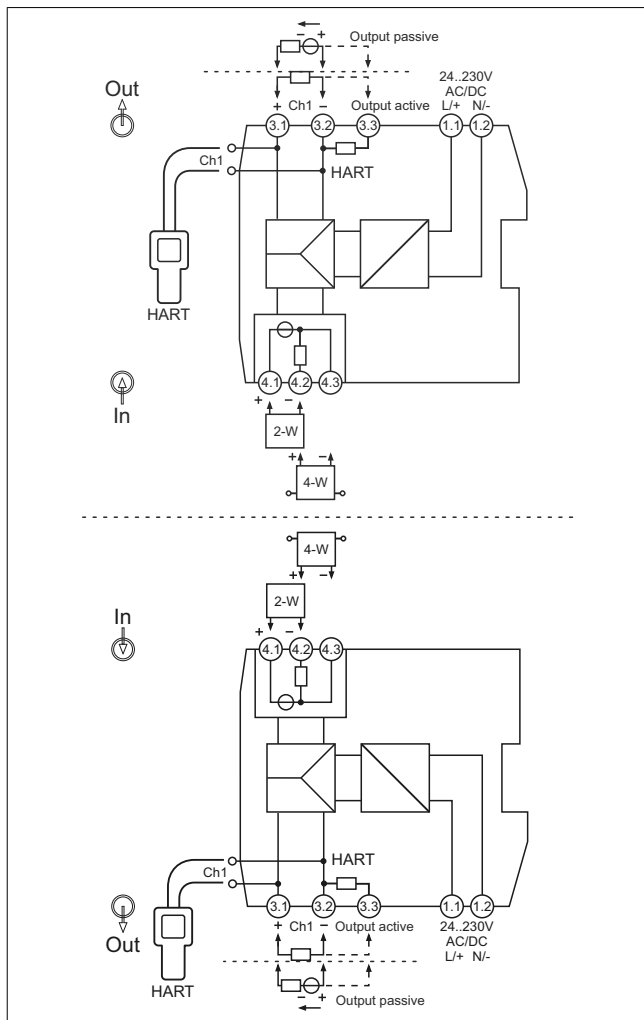 − +
Output passive
24..230V
AC/DC
L/+ N/-
Out
+ Ch1 − Output active
3.1 3.2 3.3 1.1 1.2
Ch1
HART
HART
4.1 4.2 4.3
In
+ −
2-W
+ −
4-W
4-W
+ −
2-W
In
+ −
4.1 4.2 4.3
HART
Ch1
3.1 3.2 3.3 1.1 1.2
+ Ch1 − Output active
24..230V
AC/DC
L/+ N/-
Out
HART
− +
Output passive